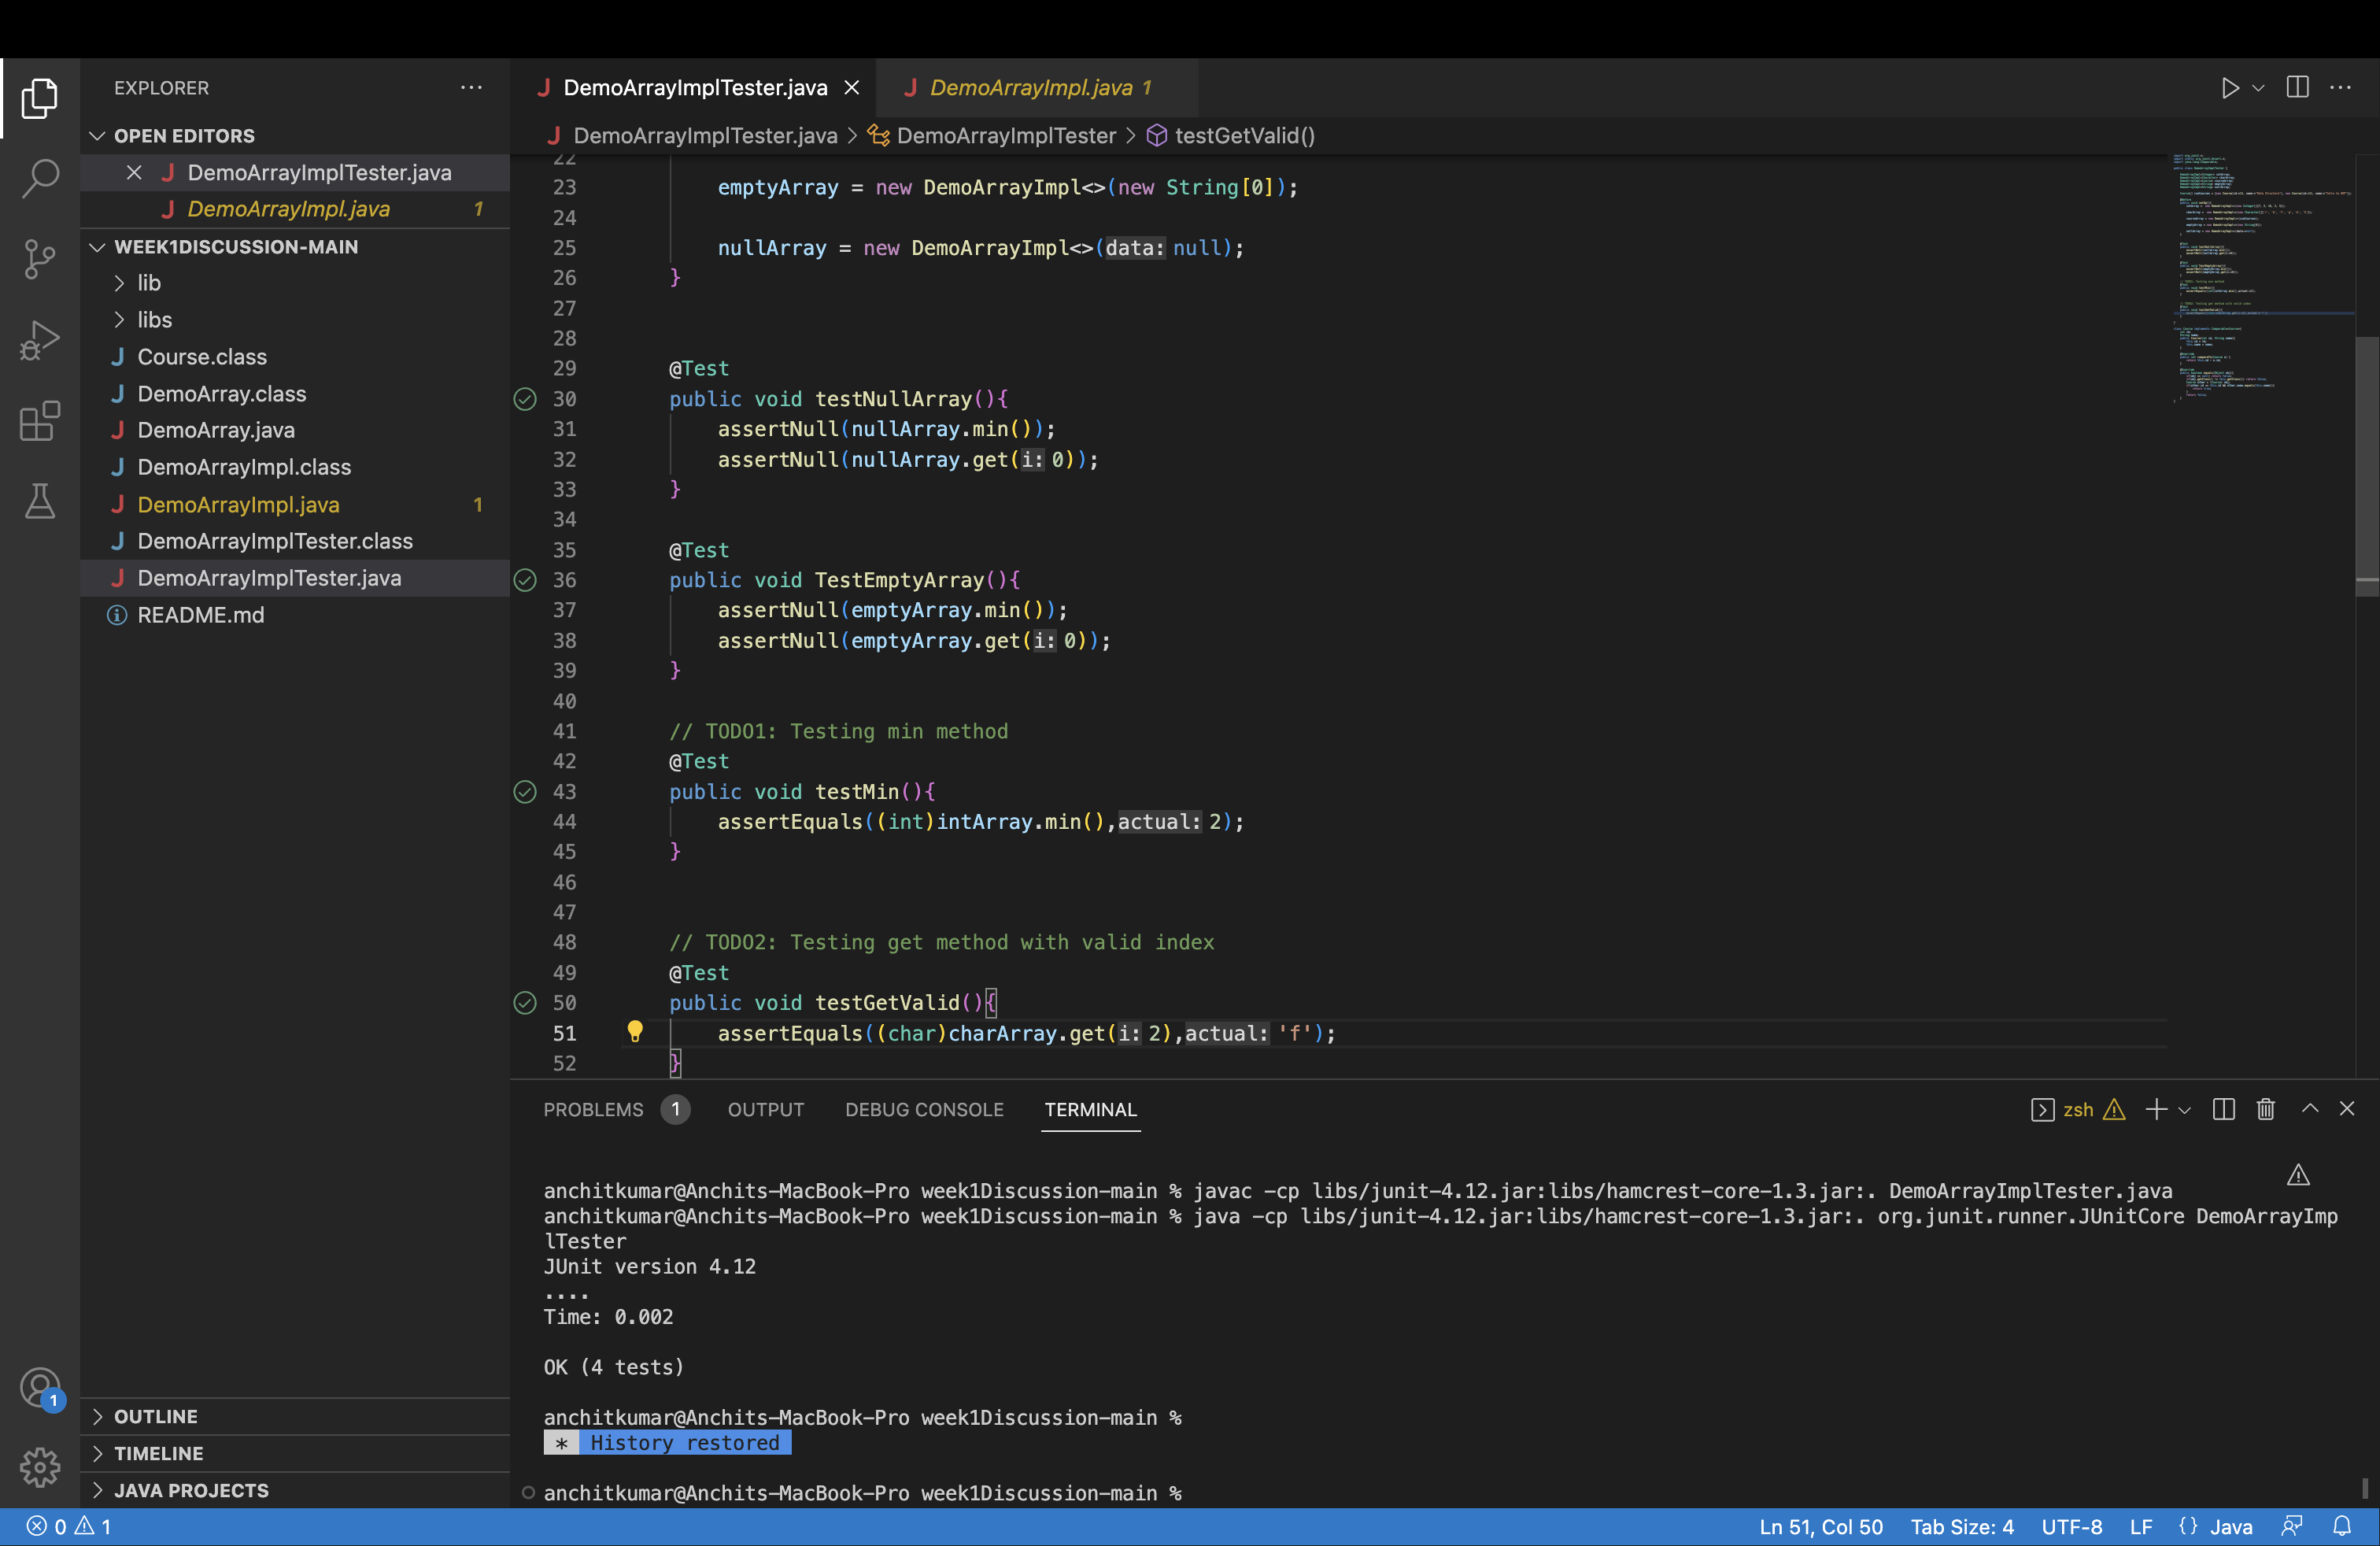 EXPLORER
OPEN EDITORS
DemoArrayImplTester.java
DemoArrayImpl.java 1
WEEK1DISCUSSION-MAIN
lib
libs
Course.class
DemoArray.class
DemoArray.java
DemoArrayImpl.class
DemoArrayImpl.java 1
DemoArrayImplTester.class
DemoArrayImplTester.java
README.md
OUTLINE
TIMELINE
JAVA PROJECTS
1
DemoArrayImplTester.java
DemoArrayImpl.java 1
DemoArrayImplTester.java > DemoArrayImplTester > testGetValid()
22
23 emptyArray = new DemoArrayImpl<>(new String[0]);
24
25 nullArray = new DemoArrayImpl<>(data: null);
26 }
27
28
29 @Test
30 public void testNullArray(){
31 assertNull(nullArray.min());
32 assertNull(nullArray.get(i: 0));
33 }
34
35 @Test
36 public void TestEmptyArray(){
37 assertNull(emptyArray.min());
38 assertNull(emptyArray.get(i: 0));
39 }
40
41 // TODO1: Testing min method
42 @Test
43 public void testMin(){
44 assertEquals((int)intArray.min(),actual: 2);
45 }
46
47
48 // TODO2: Testing get method with valid index
49 @Test
50 public void testGetValid(){
51 assertEquals((char)charArray.get(i: 2),actual: 'f');
52 }
PROBLEMS 1 OUTPUT DEBUG CONSOLE TERMINAL
zsh
anchitkumar@Anchits-MacBook-Pro week1Discussion-main % javac -cp libs/junit-4.12.jar:libs/hamcrest-core-1.3.jar:. DemoArrayImplTester.java
anchitkumar@Anchits-MacBook-Pro week1Discussion-main % java -cp libs/junit-4.12.jar:libs/hamcrest-core-1.3.jar:. org.junit.runner.JUnitCore DemoArrayImp
lTester
JUnit version 4.12
....
Time: 0.002
OK (4 tests)
anchitkumar@Anchits-MacBook-Pro week1Discussion-main %
* History restored
anchitkumar@Anchits-MacBook-Pro week1Discussion-main %
0 1
Ln 51, Col 50 Tab Size: 4 UTF-8 LF {} Java